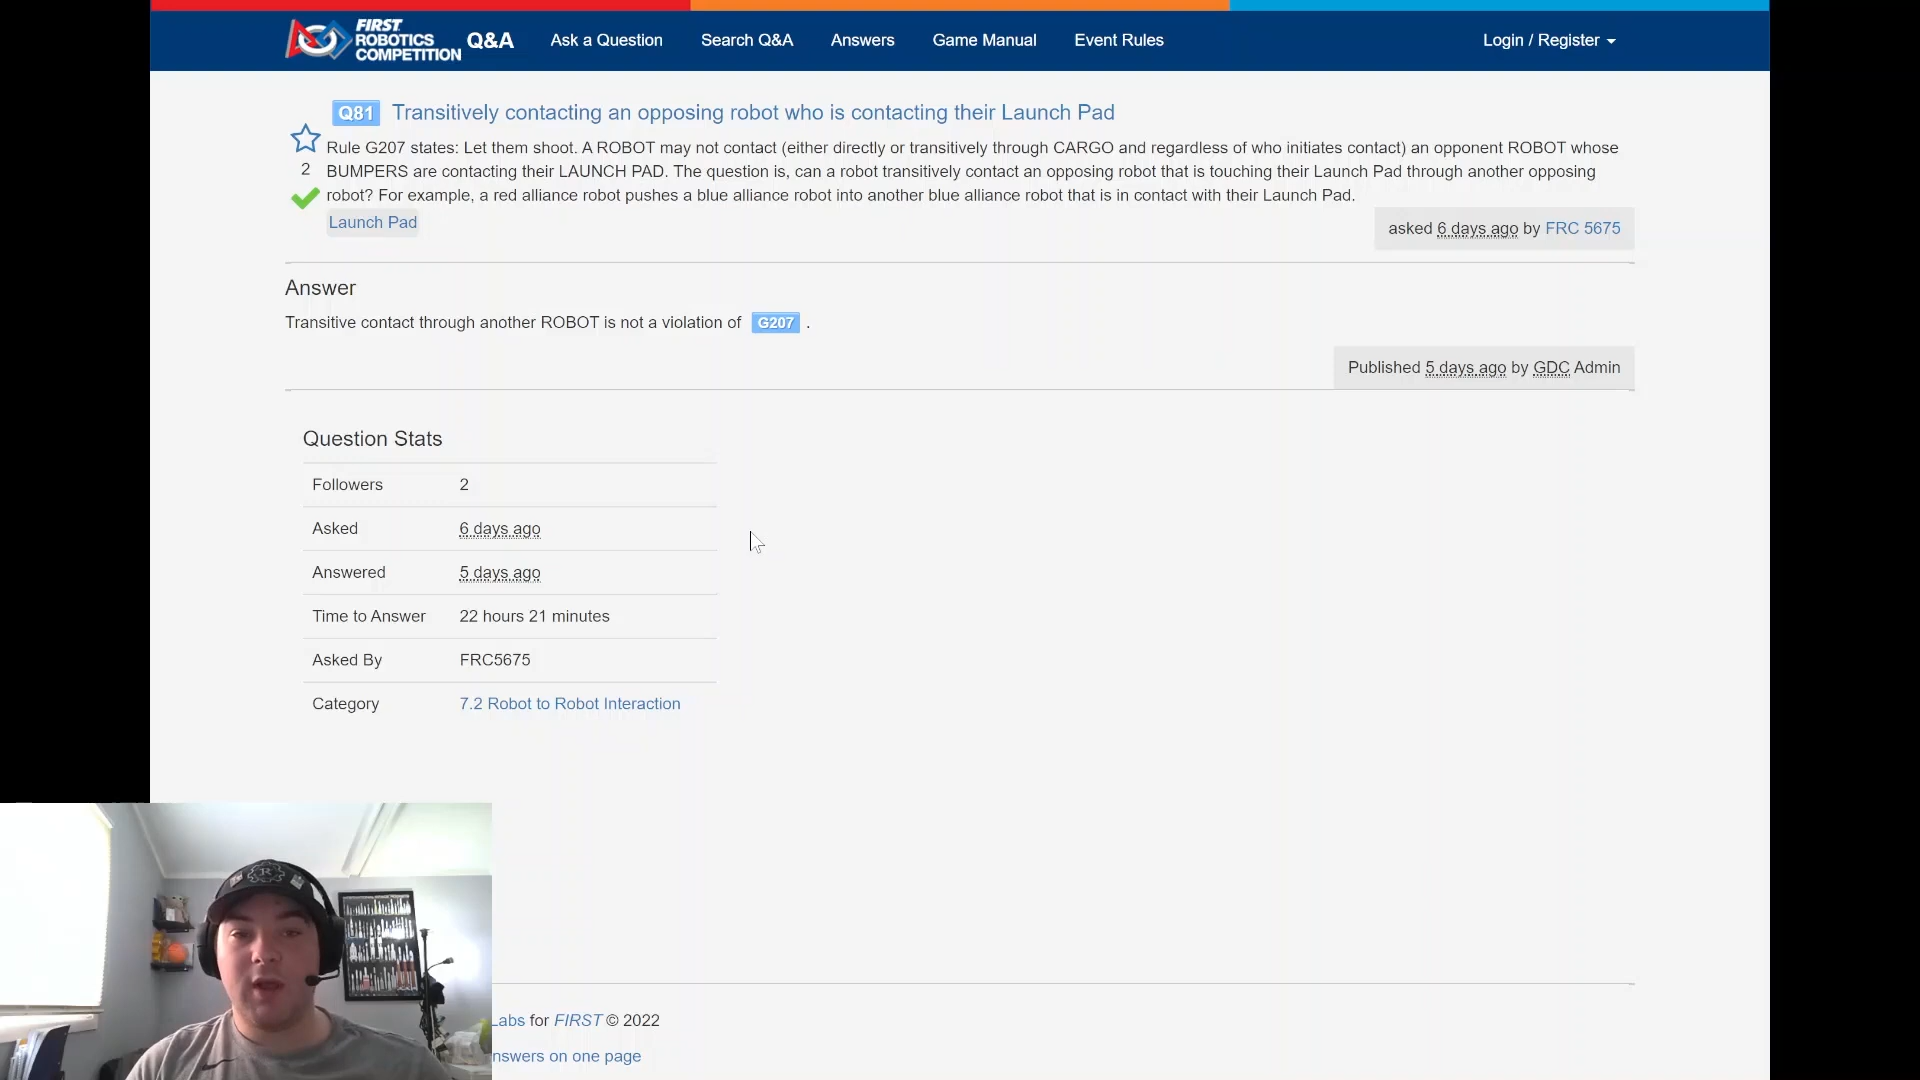 FIRST
ROBOTICS
COMPETITION
Q&A
Ask a Question
Search Q&A
Answers
Game Manual
Event Rules
Login / Register
Q81 Transitively contacting an opposing robot who is contacting their Launch Pad
2
Rule G207 states: Let them shoot. A ROBOT may not contact (either directly or transitively through CARGO and regardless of who initiates contact) an opponent ROBOT whose
BUMPERS are contacting their LAUNCH PAD. The question is, can a robot transitively contact an opposing robot that is touching their Launch Pad through another opposing
robot? For example, a red alliance robot pushes a blue alliance robot into another blue alliance robot that is in contact with their Launch Pad.
Launch Pad
asked 6 days ago by FRC 5675
Answer
Transitive contact through another ROBOT is not a violation of G207 .
Published 5 days ago by GDC Admin
Question Stats
Followers 2
Asked 6 days ago
Answered 5 days ago
Time to Answer 22 hours 21 minutes
Asked By FRC5675
Category 7.2 Robot to Robot Interaction
Labs for FIRST © 2022
nswers on one page